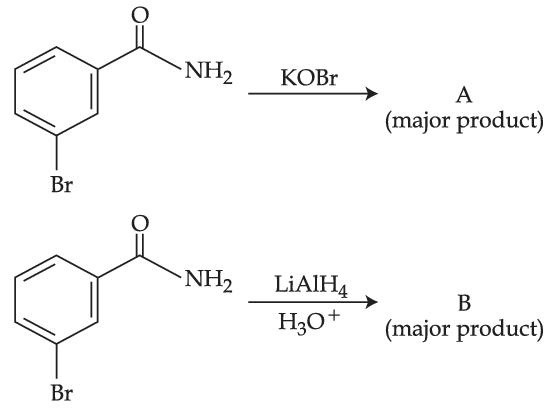 O
NH₂
KOBr
A
(major product)
Br
O
NH₂
LiAlH₄
H₃O⁺
B
(major product)
Br